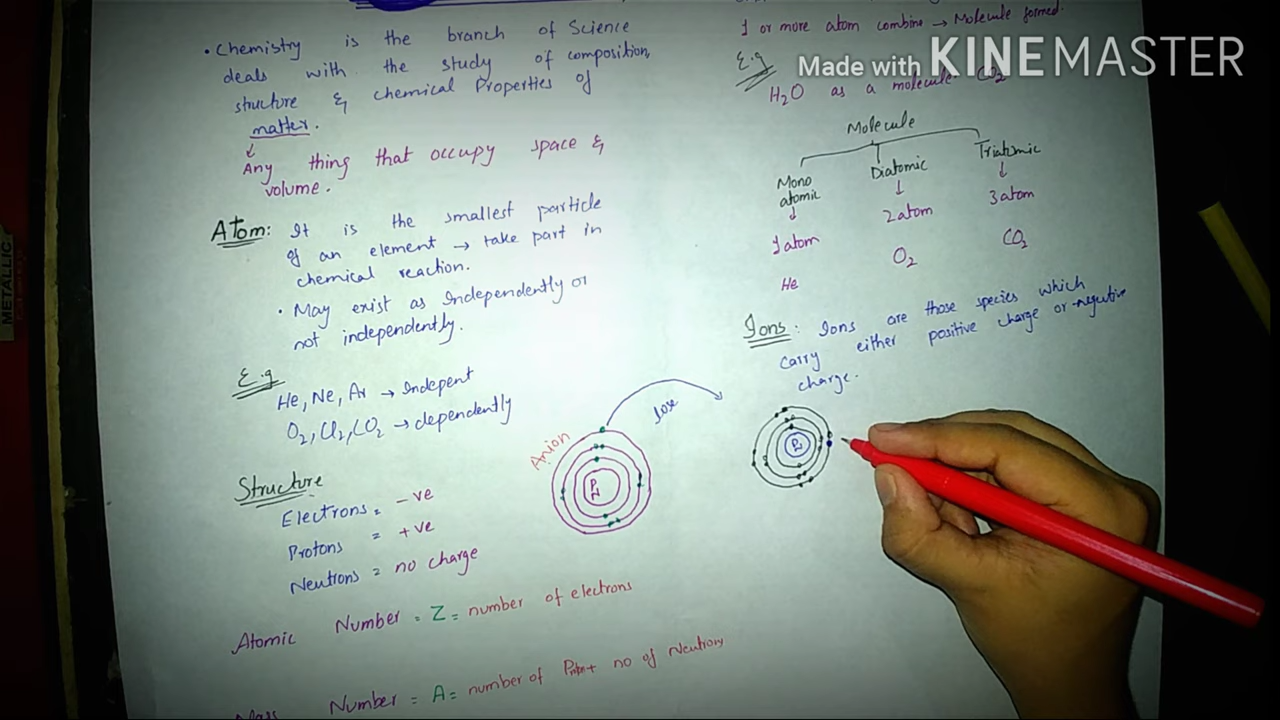 • Chemistry is the branch of Science
deals with the study of composition,
structure & chemical Properties of
matter.
Any thing that occupy space &
volume.
Atom: It is the smallest particle
of an element → take part in
chemical reaction.
• May exist as Independently or
not independently.
E.g
He, Ne, Ar → Indepent
O2, Cl2, CO2 → dependently
Structure
Electrons = -ve
Protons = +ve
Neutrons = no charge
Atomic Number = Z = number of electrons
Mass Number = A = number of Proton + no of Neutrons
Anion
lose
P
N
1 or more atom combine → Molecule formed.
E.g
H2O as a molecule CO2
Made with KINEMASTER
Molecule
Mono atomic Diatomic Triatomic
1 atom 2 atom 3 atom
He O2 CO2
Ions: Ions are those species which
carry either positive charge or negative
charge.